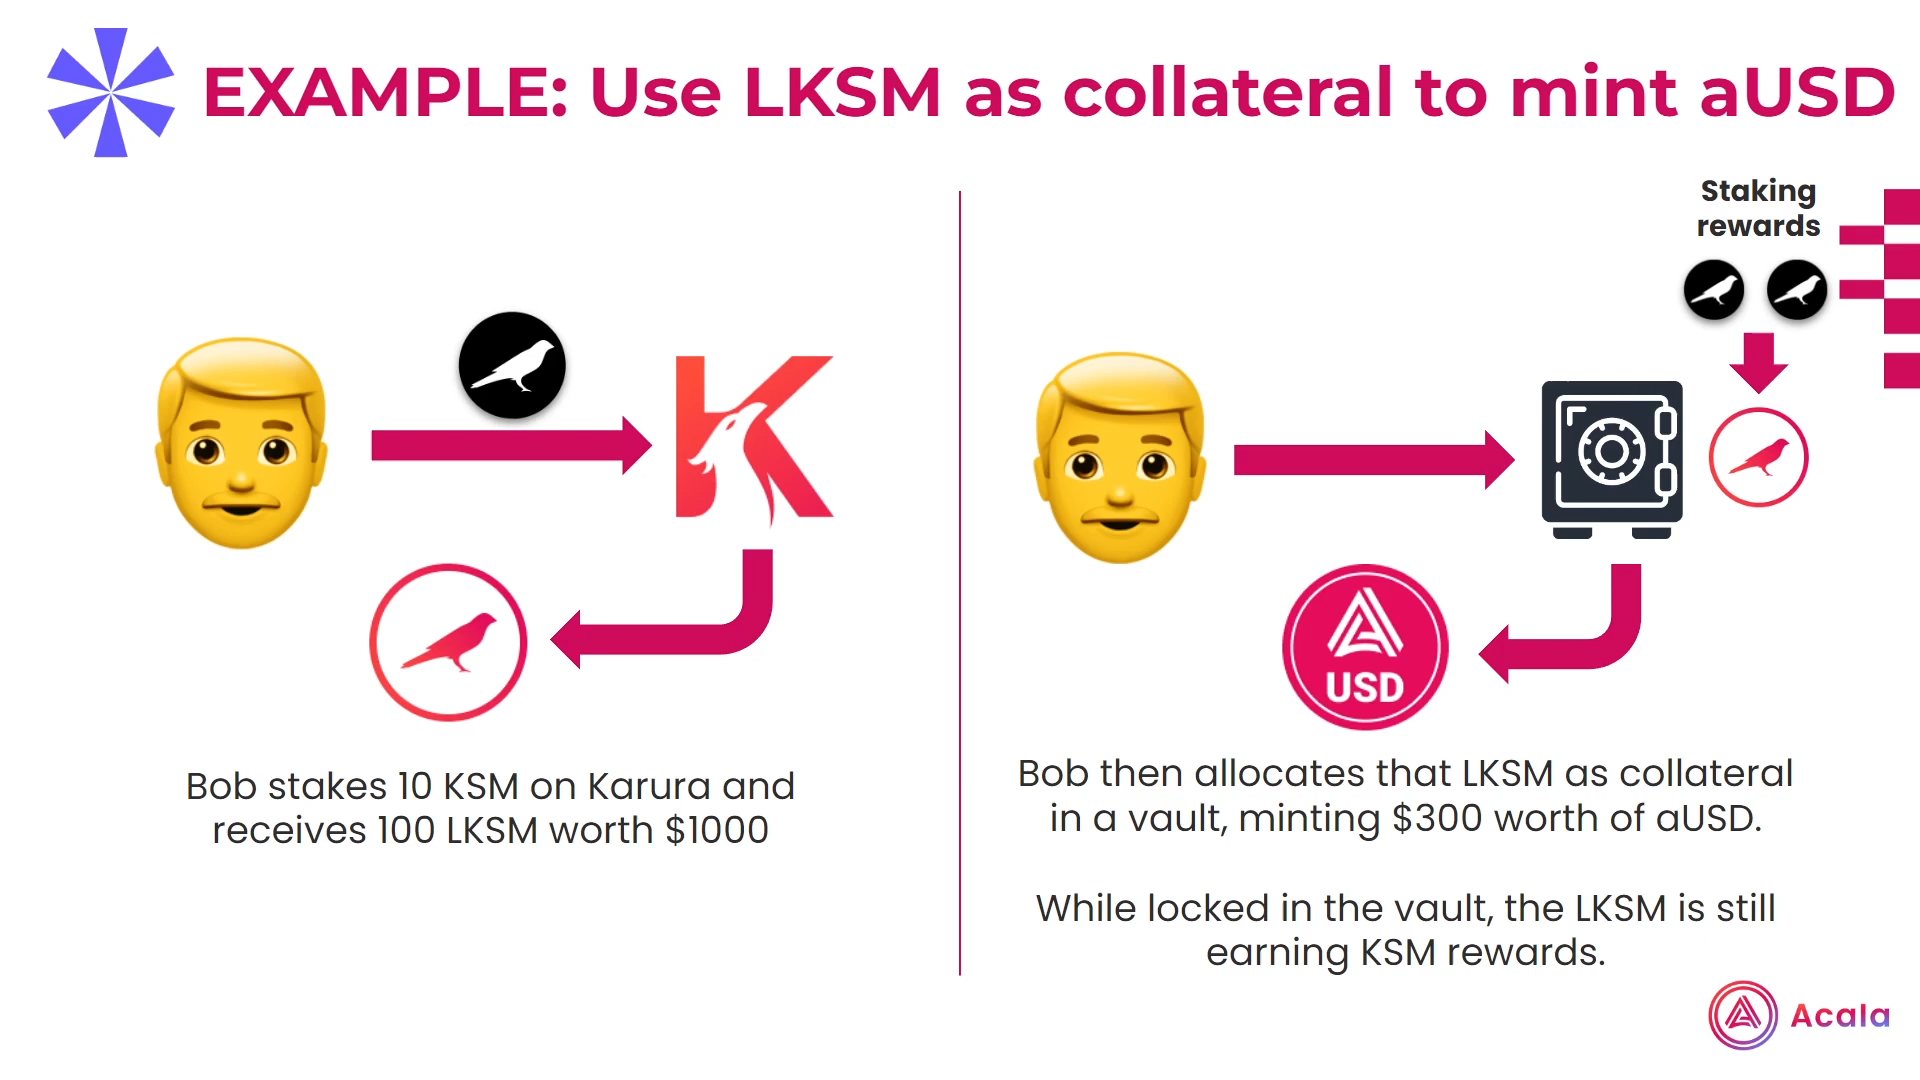 EXAMPLE: Use LKSM as collateral to mint aUSD
Staking
rewards
USD
Bob stakes 10 KSM on Karura and
receives 100 LKSM worth $1000
Bob then allocates that LKSM as collateral
in a vault, minting $300 worth of aUSD.
While locked in the vault, the LKSM is still
earning KSM rewards.
Acala